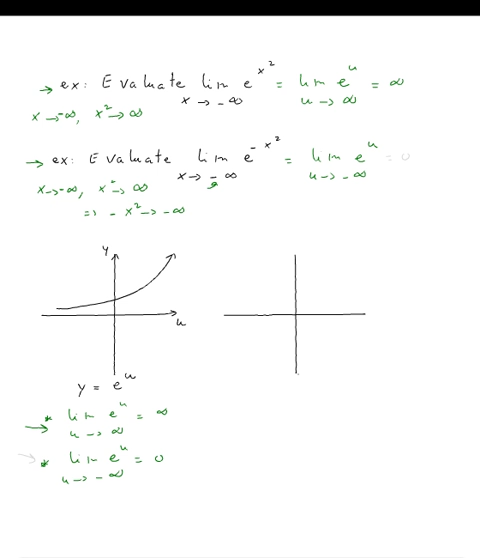 → ex: Evaluate lim e^x² = lim e^u = ∞
x → -∞ u → ∞
x → -∞, x² → ∞
→ ex: Evaluate lim e^-x² = lim e^u = 0
x → -∞ u → -∞
x → -∞, x² → ∞
=> -x² → -∞
y
u
y = e^u
* lim e^u = ∞
→ u → ∞
→ * lim e^u = 0
u → -∞